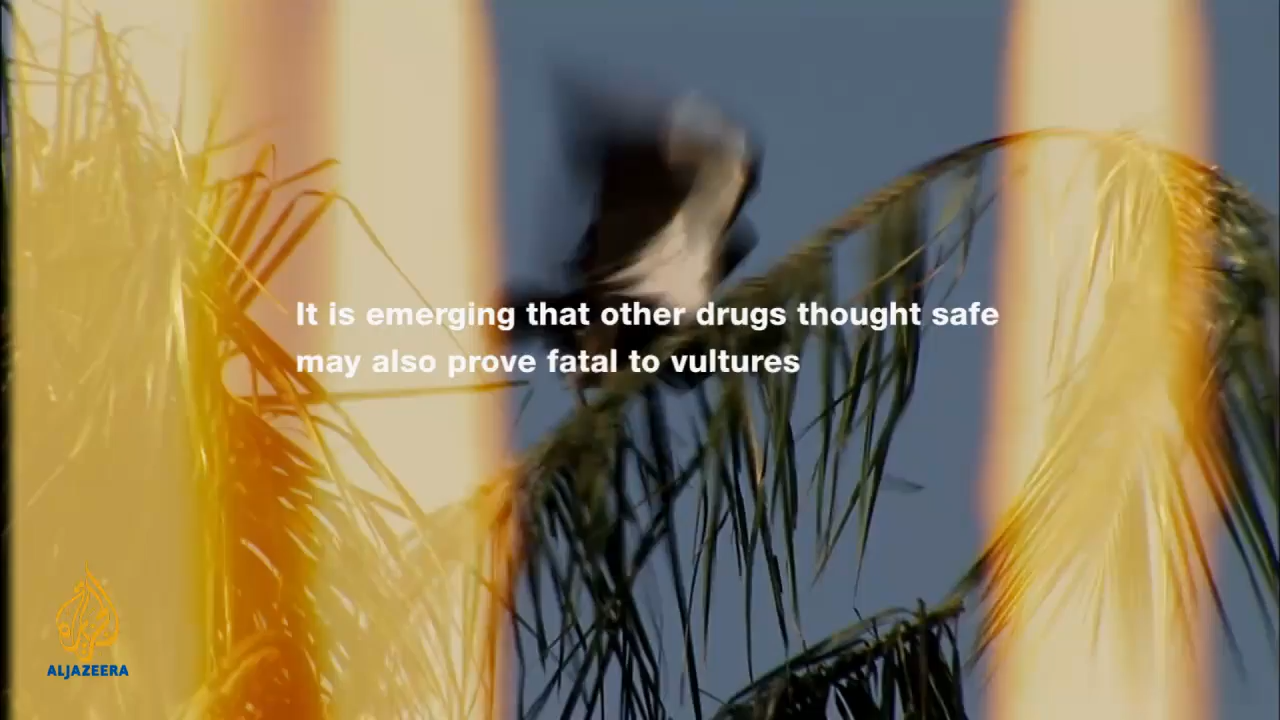 It is emerging that other drugs thought safe
may also prove fatal to vultures
ALJAZEERA